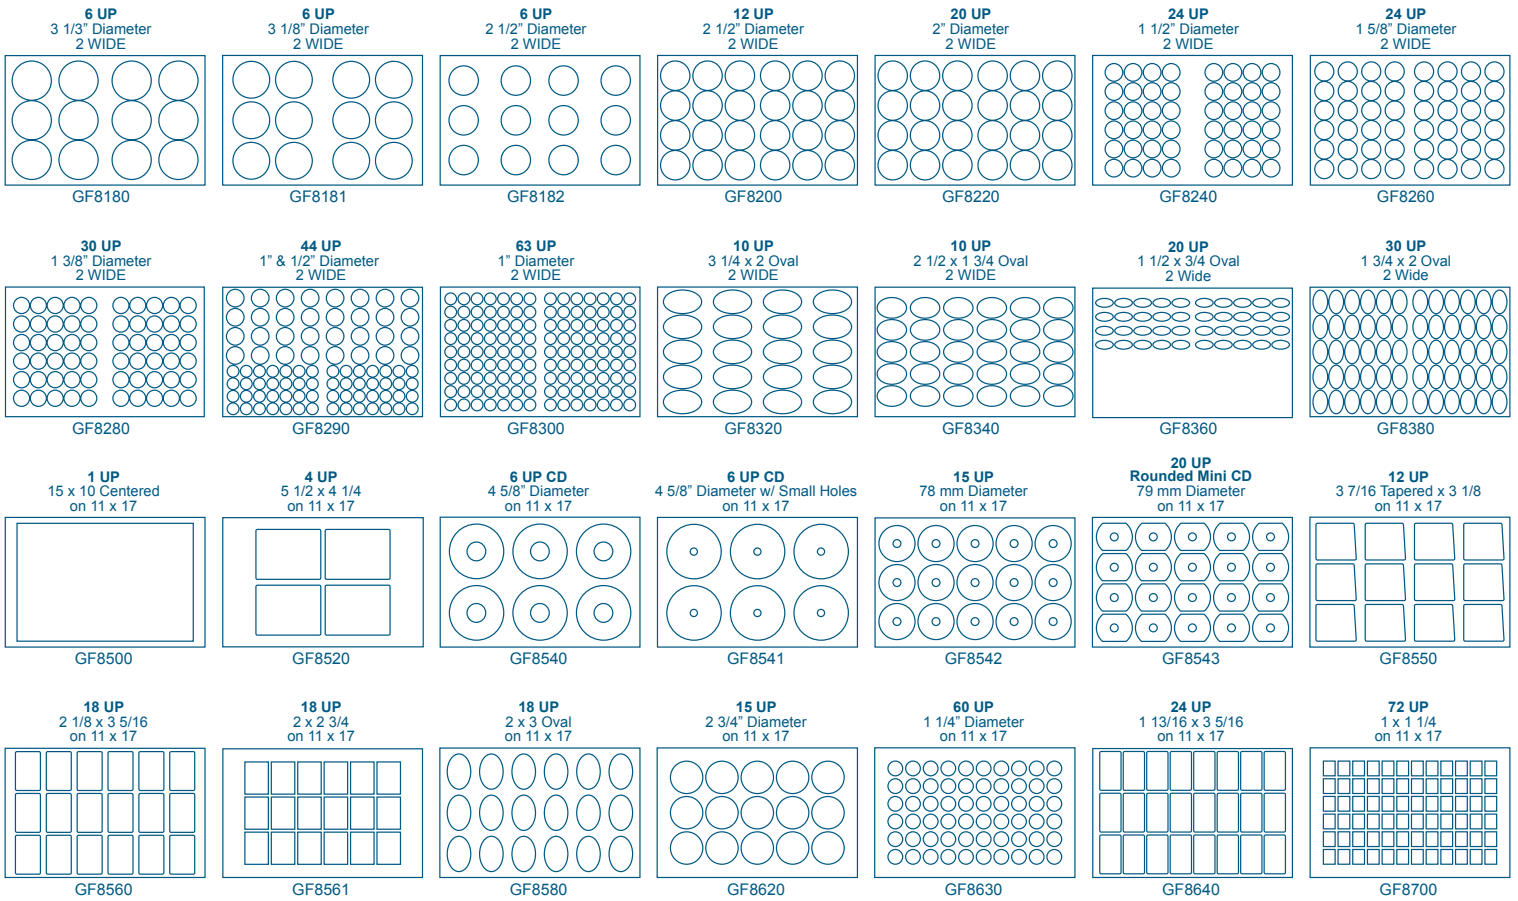 6 UP
3 1/3” Diameter
2 WIDE
GF8180
6 UP
3 1/8” Diameter
2 WIDE
GF8181
6 UP
2 1/2” Diameter
2 WIDE
GF8182
12 UP
2 1/2” Diameter
2 WIDE
GF8200
20 UP
2” Diameter
2 WIDE
GF8220
24 UP
1 1/2” Diameter
2 WIDE
GF8240
24 UP
1 5/8” Diameter
2 WIDE
GF8260
30 UP
1 3/8” Diameter
2 WIDE
GF8280
44 UP
1” & 1/2” Diameter
2 WIDE
GF8290
63 UP
1” Diameter
2 WIDE
GF8300
10 UP
3 1/4 x 2 Oval
2 WIDE
GF8320
10 UP
2 1/2 x 1 3/4 Oval
2 WIDE
GF8340
20 UP
1 1/2 x 3/4 Oval
2 Wide
GF8360
30 UP
1 3/4 x 2 Oval
2 Wide
GF8380
1 UP
15 x 10 Centered
on 11 x 17
GF8500
4 UP
5 1/2 x 4 1/4
on 11 x 17
GF8520
6 UP CD
4 5/8” Diameter
on 11 x 17
GF8540
6 UP CD
4 5/8” Diameter w/ Small Holes
on 11 x 17
GF8541
15 UP
78 mm Diameter
on 11 x 17
GF8542
20 UP
Rounded Mini CD
79 mm Diameter
on 11 x 17
GF8543
12 UP
3 7/16 Tapered x 3 1/8
on 11 x 17
GF8550
18 UP
2 1/8 x 3 5/16
on 11 x 17
GF8560
18 UP
2 x 2 3/4
on 11 x 17
GF8561
18 UP
2 x 3 Oval
on 11 x 17
GF8580
15 UP
2 3/4” Diameter
on 11 x 17
GF8620
60 UP
1 1/4” Diameter
on 11 x 17
GF8630
24 UP
1 13/16 x 3 5/16
on 11 x 17
GF8640
72 UP
1 x 1 1/4
on 11 x 17
GF8700